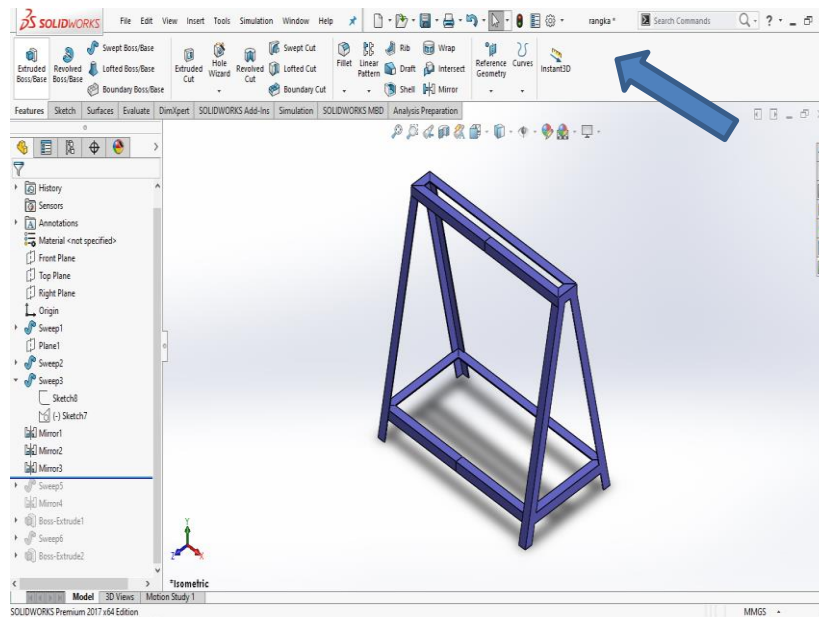 SOLIDWORKS File Edit View Insert Tools Simulation Window Help rangka * Search Commands
Extruded Boss/Base
Revolved Boss/Base
Swept Boss/Base
Lofted Boss/Base
Boundary Boss/Base
Extruded Cut
Hole Wizard
Revolved Cut
Swept Cut
Lofted Cut
Boundary Cut
Fillet
Linear Pattern
Rib
Draft
Shell
Wrap
Intersect
Mirror
Reference Geometry
Curves
Instant3D
Features Sketch Surfaces Evaluate DimXpert SOLIDWORKS Add-Ins Simulation SOLIDWORKS MBD Analysis Preparation
History
Sensors
Annotations
Material <not specified>
Front Plane
Top Plane
Right Plane
Origin
Sweep1
Plane1
Sweep2
Sweep3
Sketch8
(-) Sketch7
Mirror1
Mirror2
Mirror3
Sweep5
Mirror4
Boss-Extrude1
Sweep6
Boss-Extrude2
Y
Z X
*Isometric
Model 3D Views Motion Study 1
SOLIDWORKS Premium 2017 x64 Edition MMGS